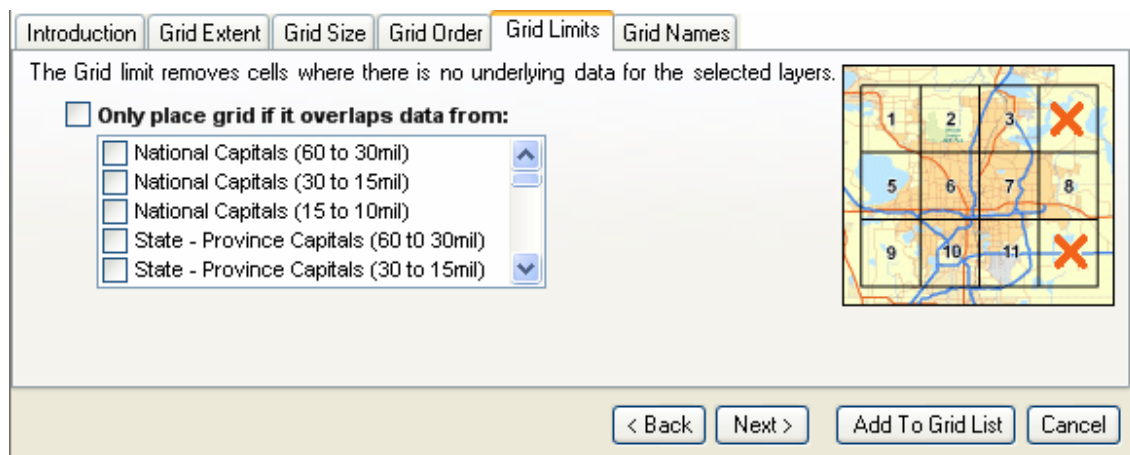 Introduction Grid Extent Grid Size Grid Order Grid Limits Grid Names
The Grid limit removes cells where there is no underlying data for the selected layers.
Only place grid if it overlaps data from:
National Capitals (60 to 30mil)
National Capitals (30 to 15mil)
National Capitals (15 to 10mil)
State - Province Capitals (60 t0 30mil)
State - Province Capitals (30 to 15mil)
1 2 3
5 6 7 8
9 10 11
< Back Next > Add To Grid List Cancel